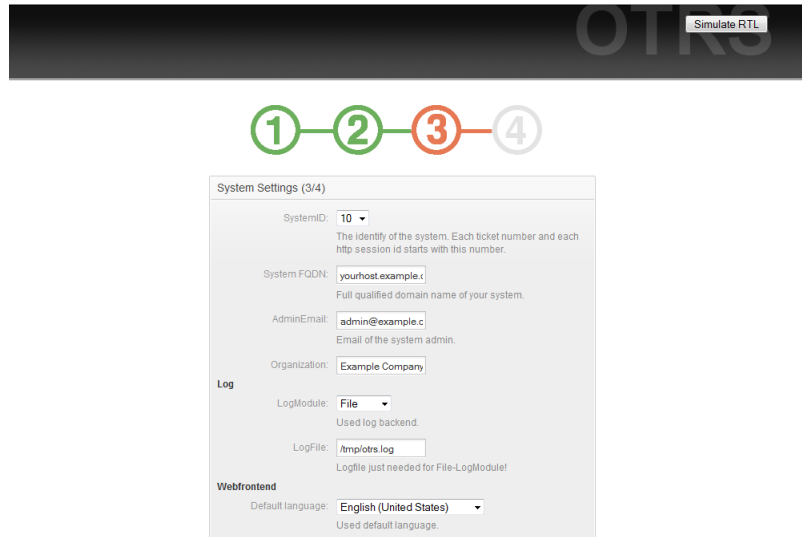 OTRS
Simulate RTL
1 2 3 4
System Settings (3/4)
SystemID: 10
The identify of the system. Each ticket number and each
http session id starts with this number.
System FQDN: yourhost.example.c
Full qualified domain name of your system.
AdminEmail: admin@example.c
Email of the system admin.
Organization: Example Company
Log
LogModule: File
Used log backend.
LogFile: /tmp/otrs.log
Logfile just needed for File-LogModule!
Webfrontend
Default language: English (United States)
Used default language.